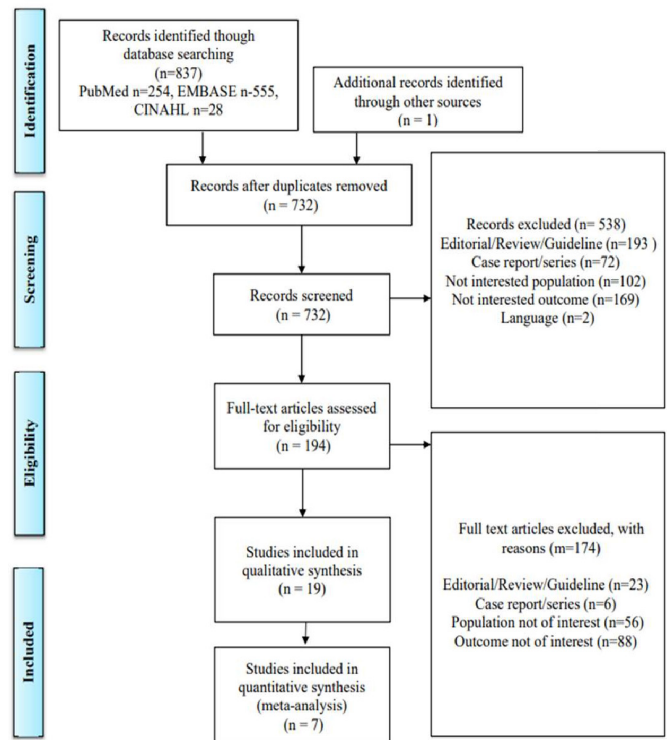 Identification
Records identified though
database searching
(n=837)
PubMed n=254, EMBASE n-555,
CINAHL n=28
Additional records identified
through other sources
(n = 1)
Records after duplicates removed
(n = 732)
Screening
Records screened
(n = 732)
Records excluded (n= 538)
Editorial/Review/Guideline (n=193 )
Case report/series (n=72)
Not interested population (n=102)
Not interested outcome (n=169)
Language (n=2)
Eligibility
Full-text articles assessed
for eligibility
(n = 194)
Full text articles excluded, with
reasons (m=174)
Editorial/Review/Guideline (n=23)
Case report/series (n=6)
Population not of interest (n=56)
Outcome not of interest (n=88)
Studies included in
qualitative synthesis
(n = 19)
Included
Studies included in
quantitative synthesis
(meta-analysis)
(n = 7)